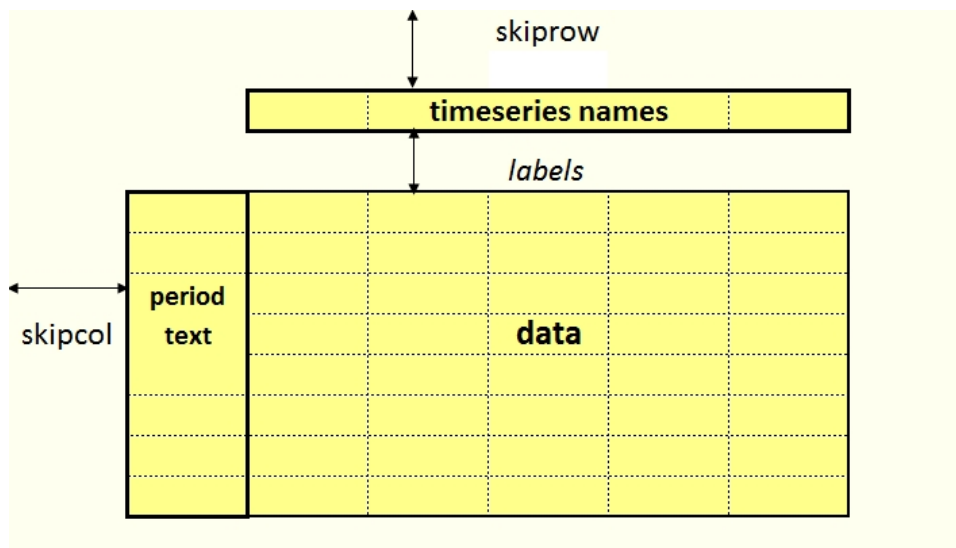 skiprow
timeseries names
labels
period
text
skipcol
data